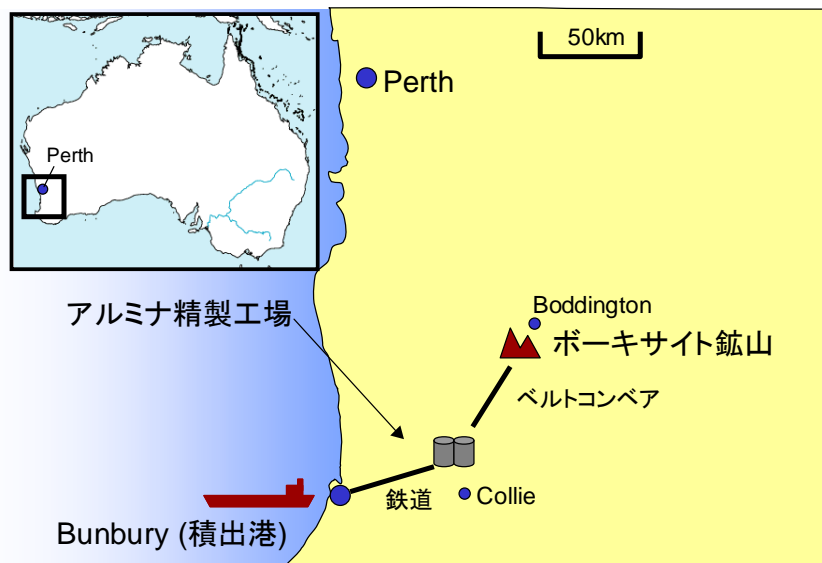 50km
Perth
Perth
Boddington
アルミナ精製工場
ボーキサイト鉱山
ベルトコンベア
鉄道
Collie
Bunbury (積出港)